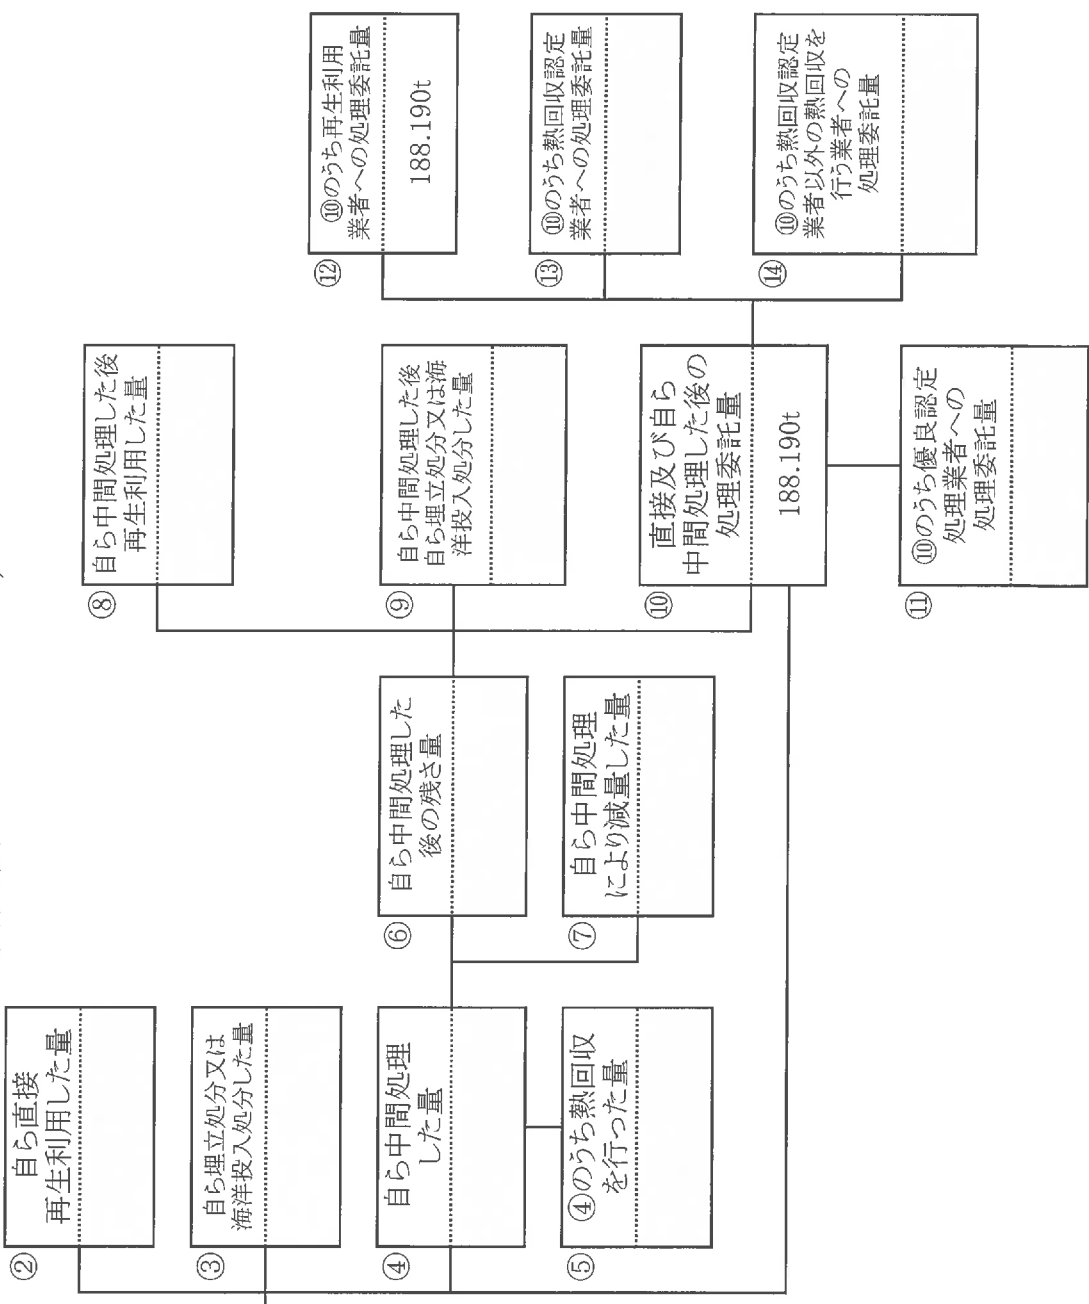 ②
自ら直接
再生利用した量
③
自ら埋立処分又は
海洋投入処分した量
④
自ら中間処理
した量
⑤
④のうち熱回収
を行った量
⑥
自ら中間処理した
後の残さ量
⑦
自ら中間処理
により減量した量
⑧
自ら中間処理した後
再生利用した量
⑨
自ら中間処理した後
自ら埋立処分又は海
洋投入処分した量
⑩
直接及び自ら
中間処理した後の
処理委託量
188.190t
⑪
⑩のうち優良認定
処理業者への
処理委託量
⑫
⑩のうち再生利用
業者への処理委託量
188.190t
⑬
⑩のうち熱回収認定
業者への処理委託量
⑭
⑩のうち熱回収認定
業者以外の熱回収を
行う業者への
処理委託量